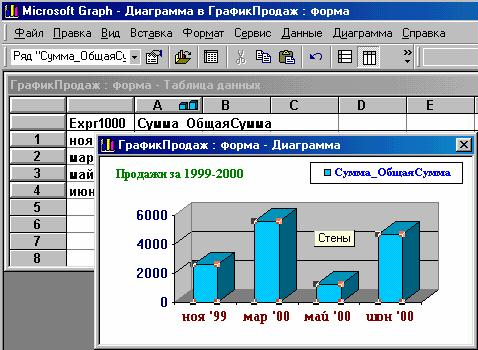 Microsoft Graph - Диаграмма в ГрафикПродаж : форма
Файл Правка Вид Вставка Формат Сервис Данные Диаграмма Справка
Ряд "Сумма_ОбщаяСу
ГрафикПродаж : форма - Таблица данных
A B C D E
Expr1000 Сумма_ОбщаяСумма
1 ноя
2 мар
3 май
4 июн
5
6
7
8
ГрафикПродаж : форма - Диаграмма
Продажи за 1999-2000
Сумма_ОбщаяСумма
6000
4000
2000
0
Стены
ноя '99 мар '00 май '00 июн '00